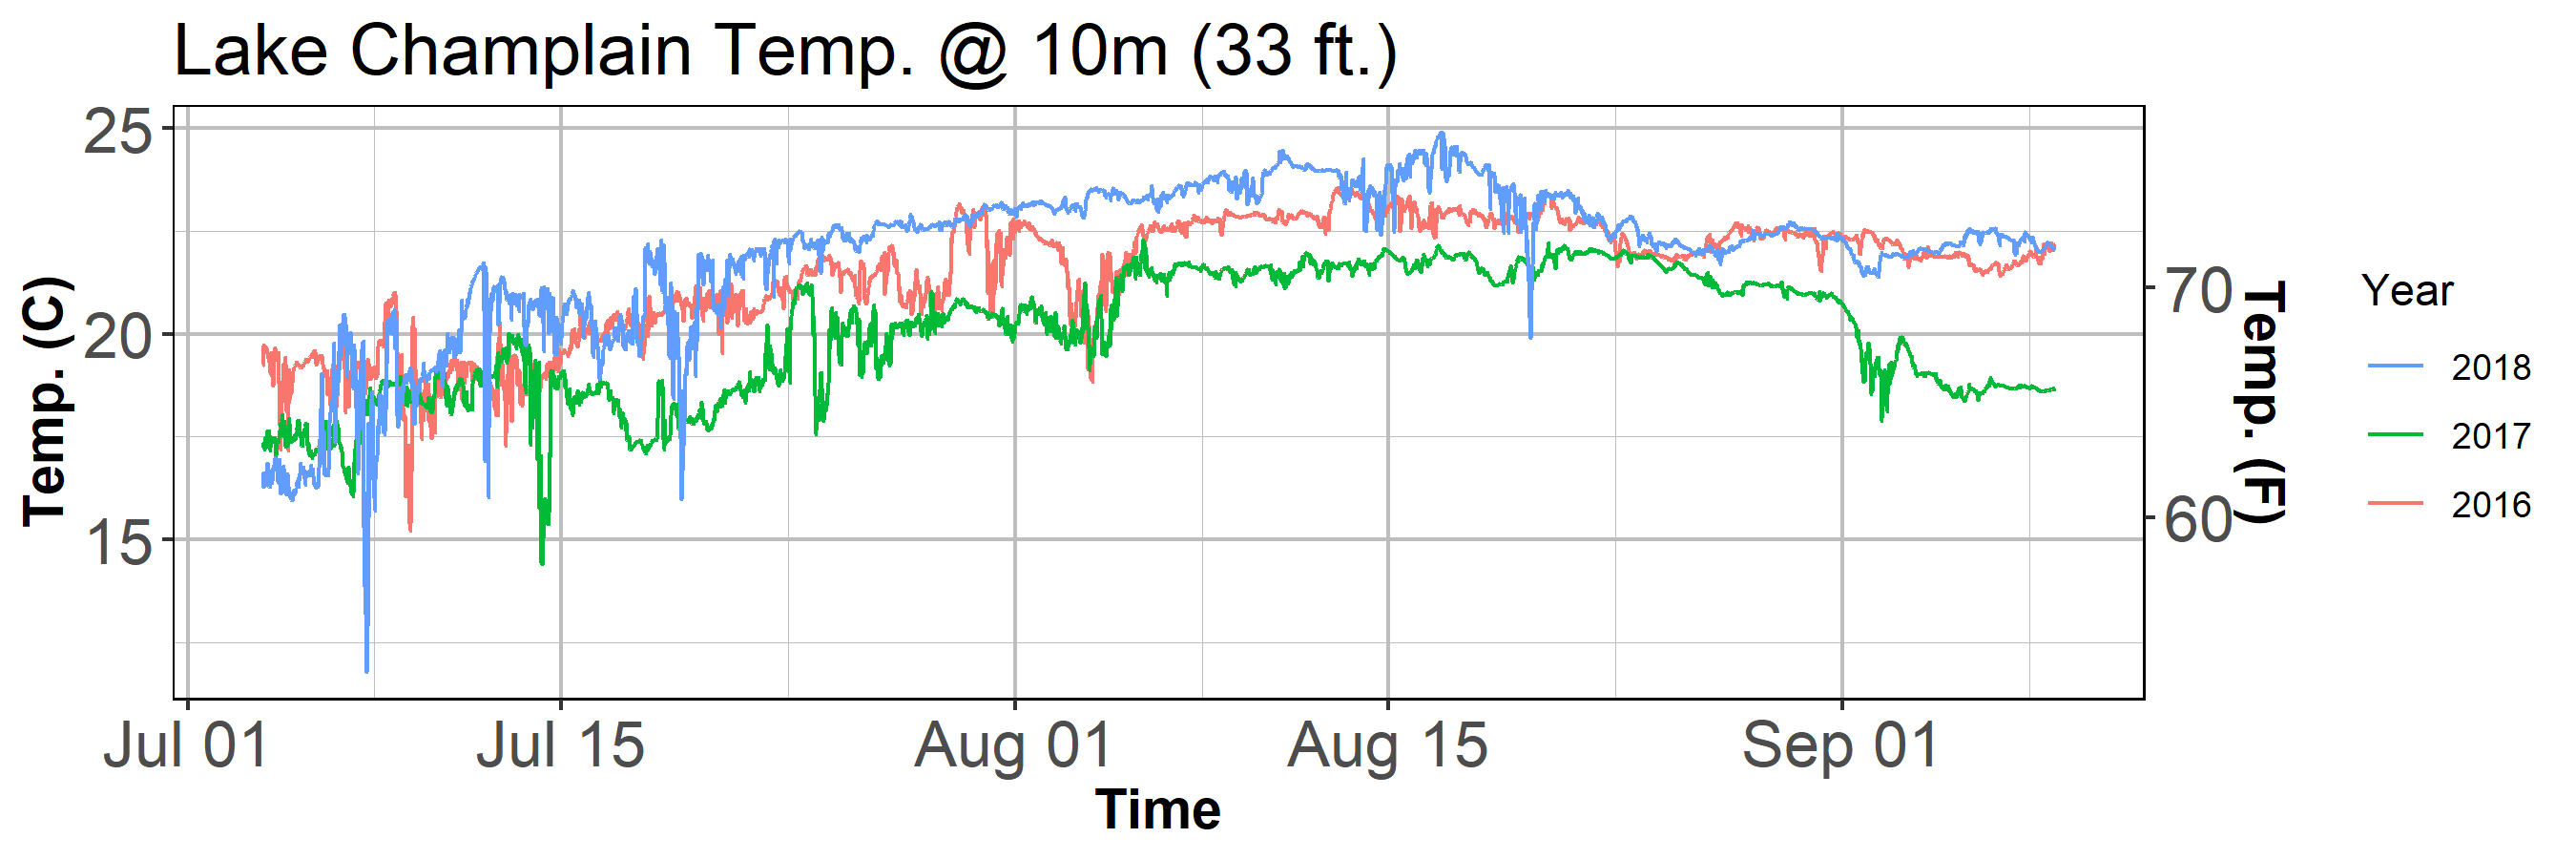 Lake Champlain Temp. @ 10m (33 ft.)
Temp. (C)
25
20
15
Jul 01
Jul 15
Aug 01
Aug 15
Sep 01
Time
70
60
Temp. (F)
Year
2018
2017
2016